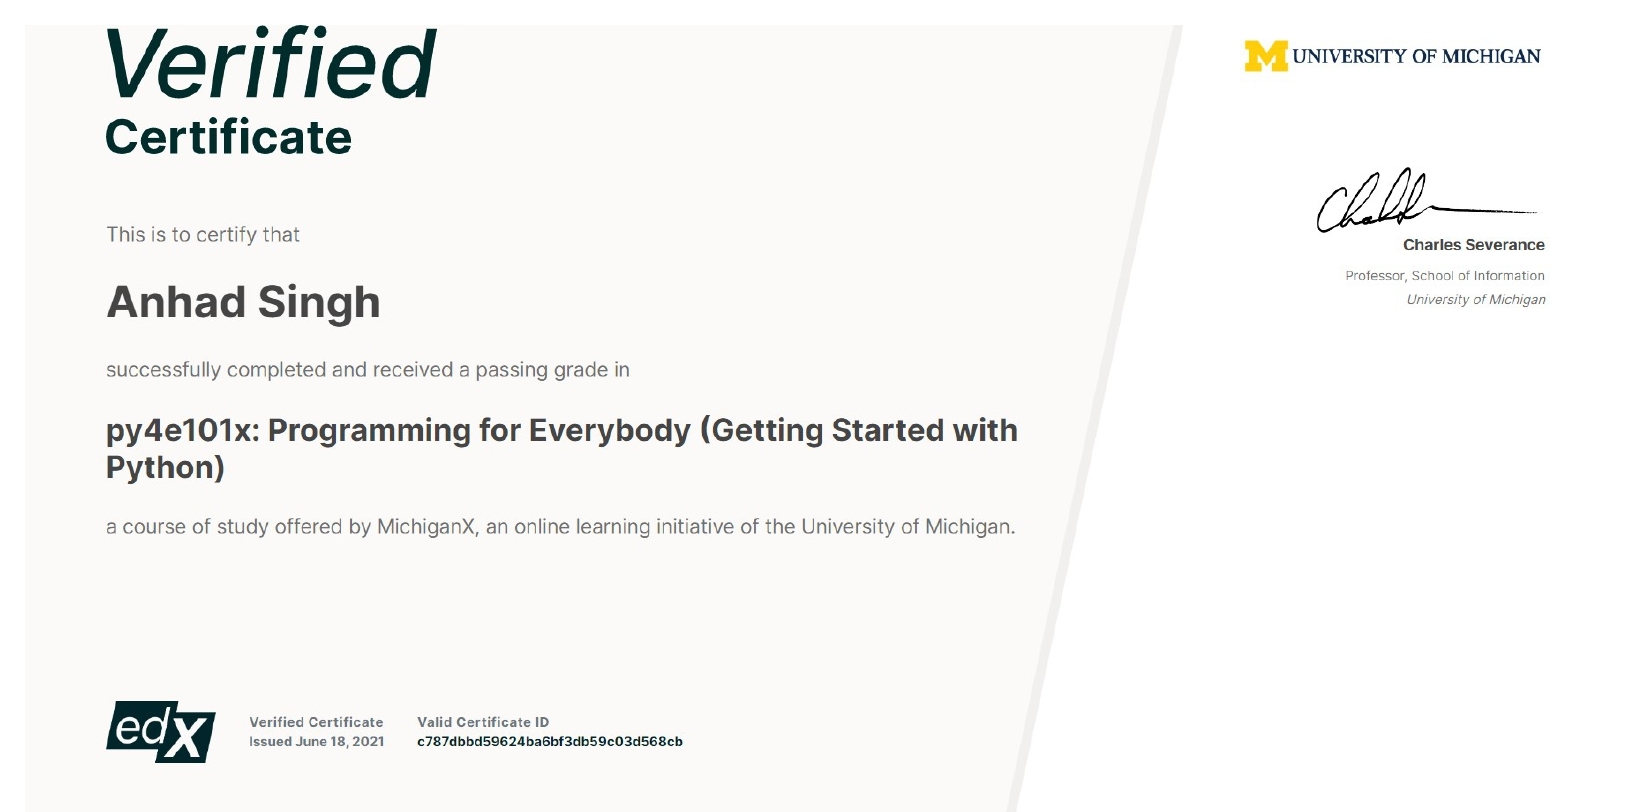 Verified
Certificate
This is to certify that
Anhad Singh
successfully completed and received a passing grade in
py4e101x: Programming for Everybody (Getting Started with
Python)
a course of study offered by MichiganX, an online learning initiative of the University of Michigan.
edX
Verified Certificate
Issued June 18, 2021
Valid Certificate ID
c787dbbd59624ba6bf3db59c03d568cb
M UNIVERSITY OF MICHIGAN
Charles Severance
Professor, School of Information
University of Michigan